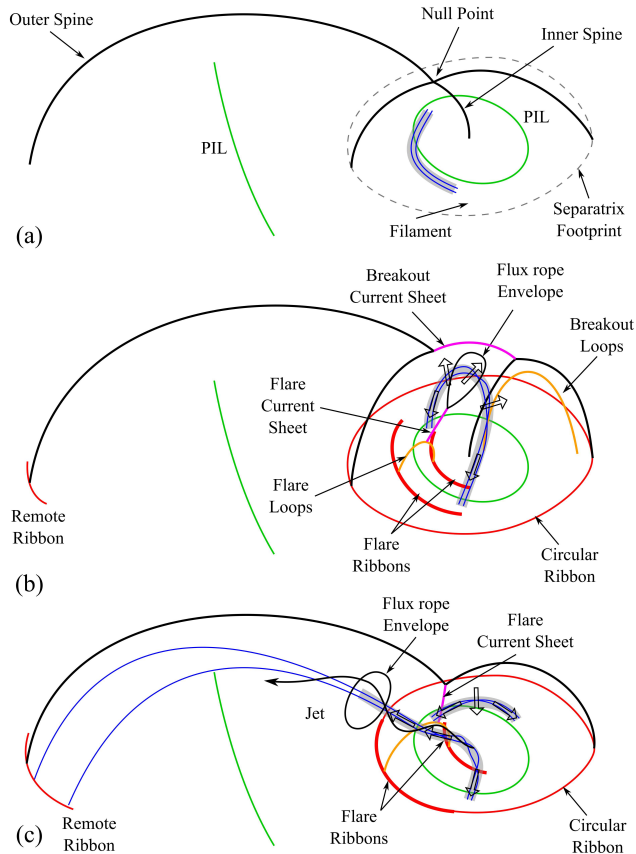 Outer Spine
Null Point
Inner Spine
PIL
PIL
Filament
Separatrix
Footprint
(a)
Breakout
Current Sheet
Flux rope
Envelope
Breakout
Loops
Flare
Current
Sheet
Flare
Loops
Remote
Ribbon
Flare
Ribbons
Circular
Ribbon
(b)
Flux rope
Envelope
Flare
Current Sheet
Jet
Remote
Ribbon
Flare
Ribbons
Circular
Ribbon
(c)